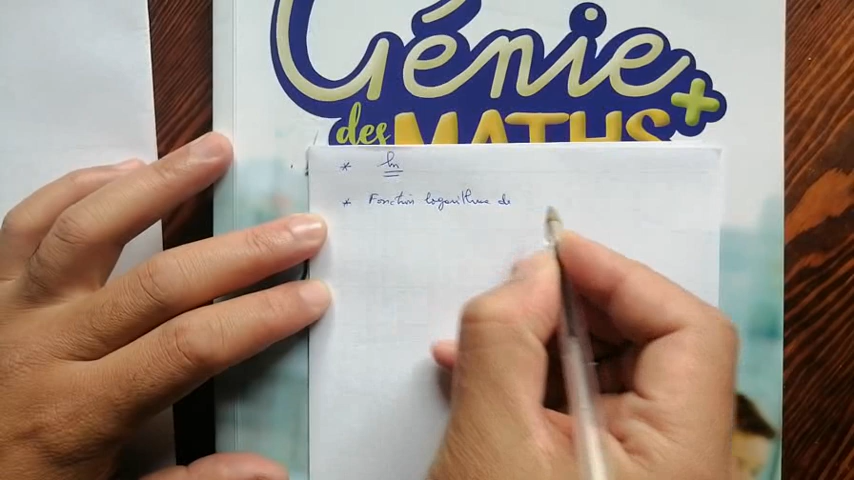 Génie
des MATHS+
* ln
* Fonction logarithme de